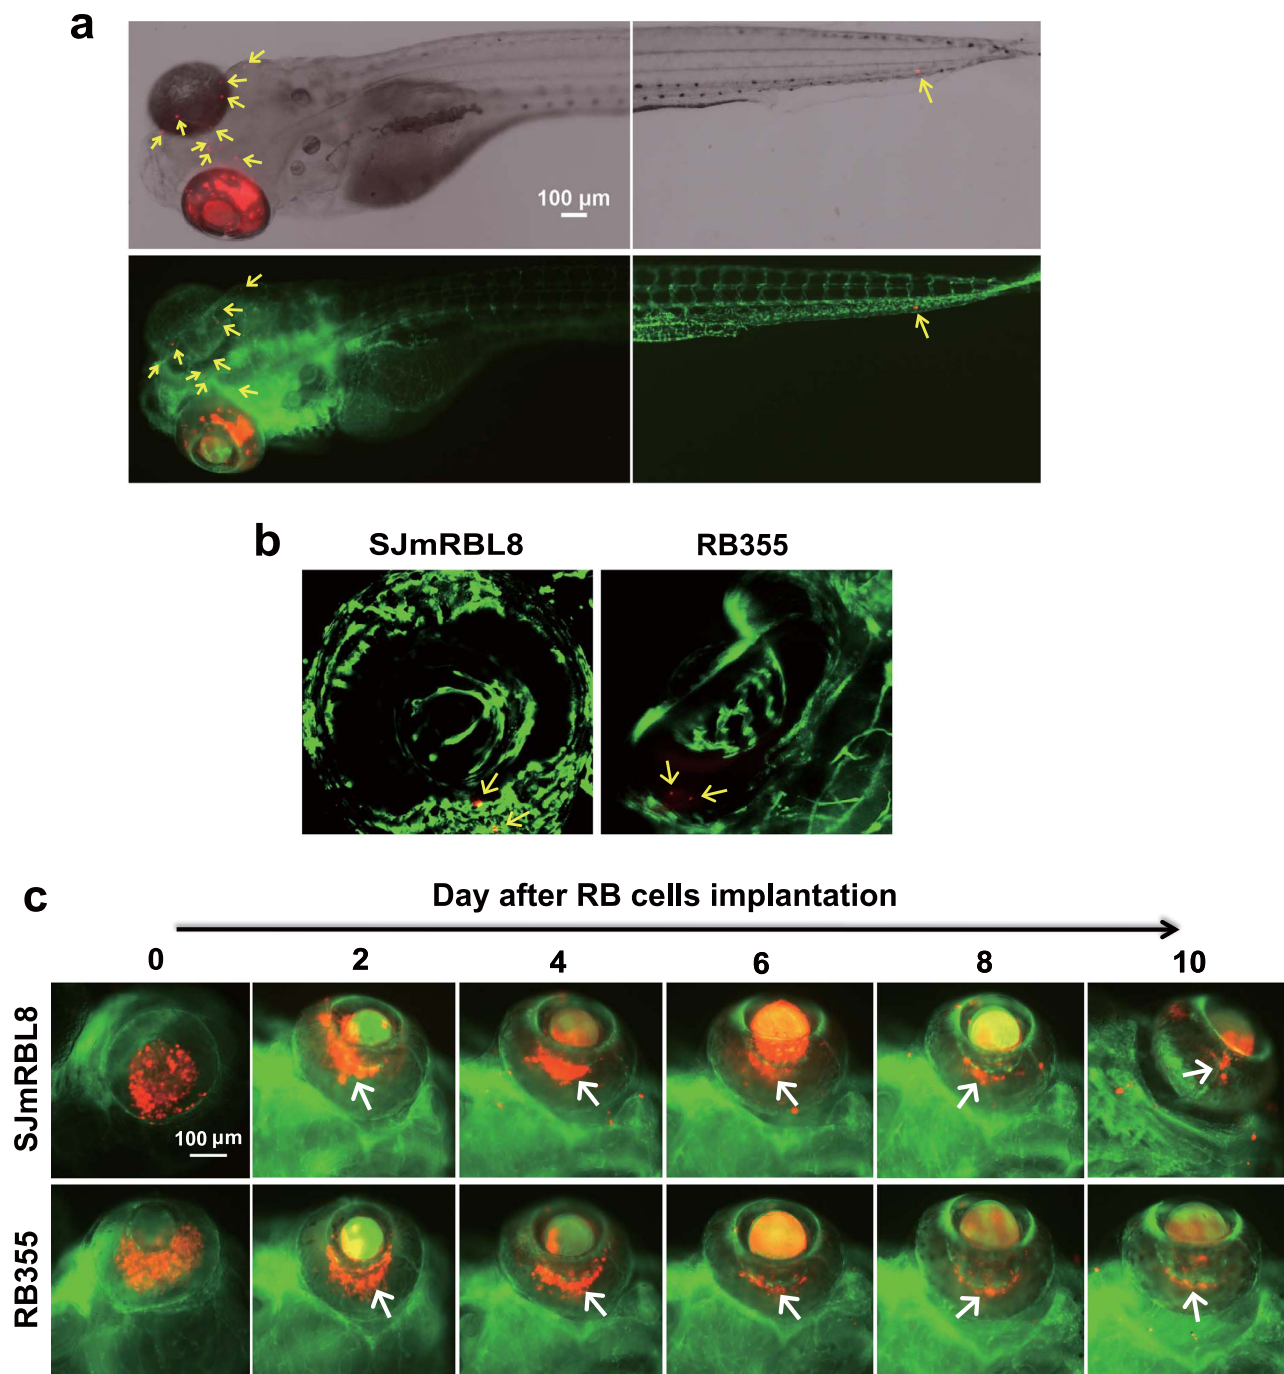 a
100 µm
b
SJmRBL8 RB355
c
Day after RB cells implantation
0 2 4 6 8 10
SJmRBL8
100 µm
RB355